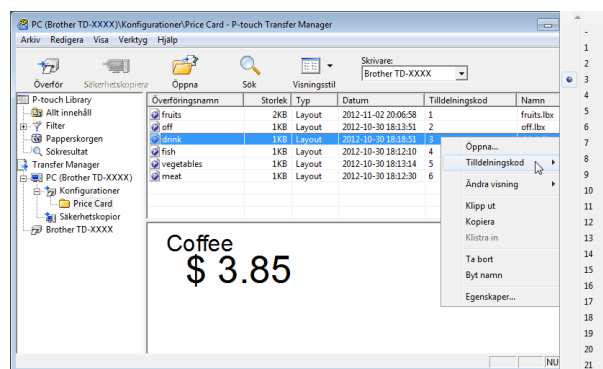 PC (Brother TD-XXXX)\Konfigurationer\Price Card - P-touch Transfer Manager
Arkiv Redigera Visa Verktyg Hjälp
Överför Säkerhetskopiera Öppna Sök Visningsstil
Skrivare:
Brother TD-XXXX
P-touch Library
Allt innehåll
Filter
Papperskorgen
Sökresultat
Transfer Manager
PC (Brother TD-XXXX)
Konfigurationer
Price Card
Säkerhetskopior
Brother TD-XXXX
Överföringsnamn Storlek Typ Datum Tilldelningskod Namn
fruits 2KB Layout 2012-11-02 20:06:58 1 fruits.lbx
off 1KB Layout 2012-10-30 18:13:51 2 off.lbx
drink 1KB Layout 2012-10-30 18:18:51 3
fish 1KB Layout 2012-10-30 18:12:10 4
vegetables 1KB Layout 2012-10-30 18:13:14 5
meat 1KB Layout 2012-10-30 18:12:30 6
Öppna...
Tilldelningskod
Ändra visning
Klipp ut
Kopiera
Klistra in
Ta bort
Byt namn
Egenskaper...
Coffee
$ 3.85
NU
-
1
2
3
4
5
6
7
8
9
10
11
12
13
14
15
16
17
18
19
20
21